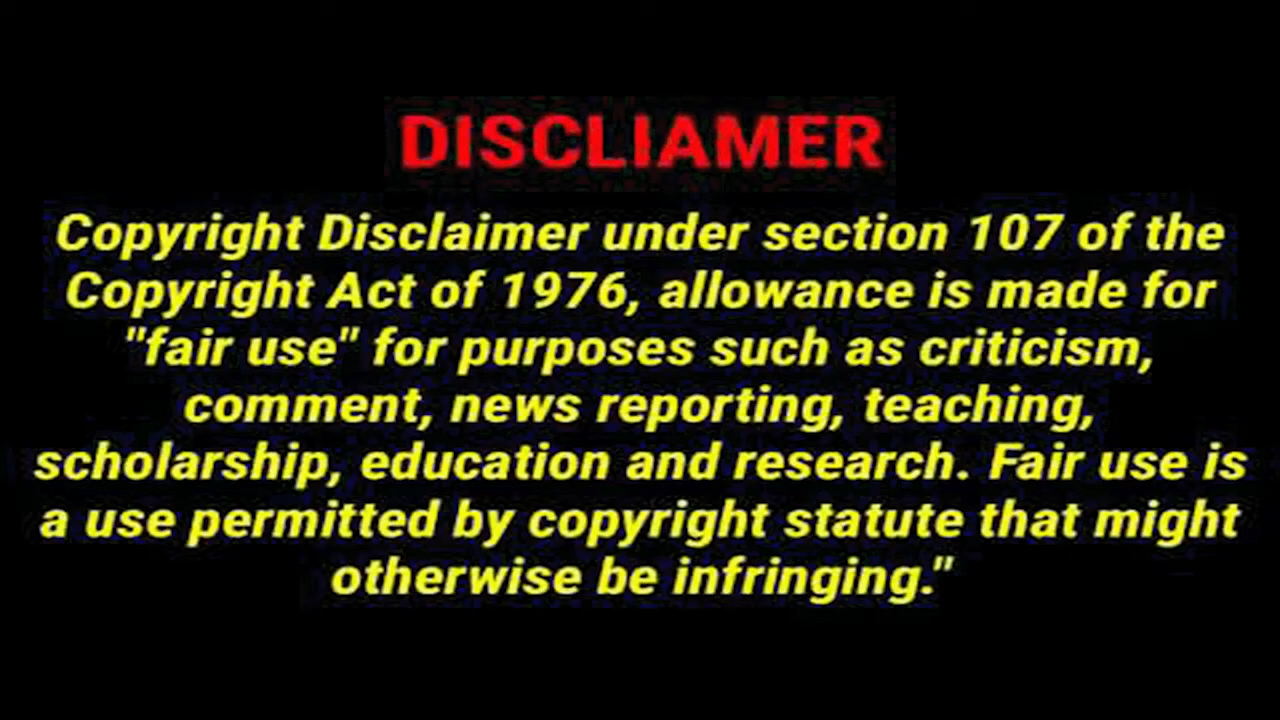 DISCLIAMER
Copyright Disclaimer under section 107 of the
Copyright Act of 1976, allowance is made for
"fair use" for purposes such as criticism,
comment, news reporting, teaching,
scholarship, education and research. Fair use is
a use permitted by copyright statute that might
otherwise be infringing."